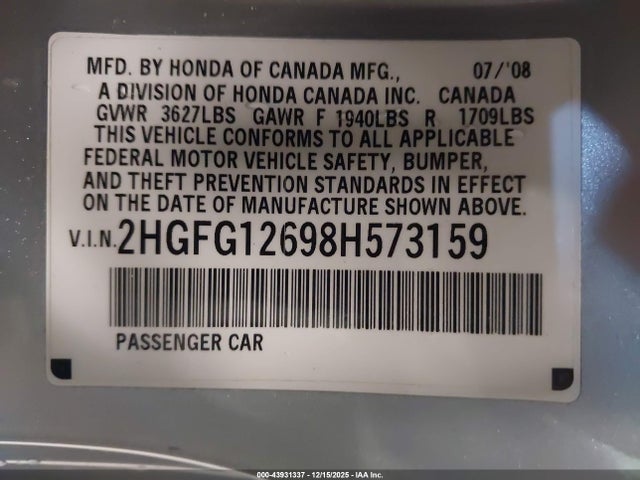 MFD. BY HONDA OF CANADA MFG., 07/'08
A DIVISION OF HONDA CANADA INC. CANADA
GVWR 3627LBS GAWR F 1940LBS R 1709LBS
THIS VEHICLE CONFORMS TO ALL APPLICABLE
FEDERAL MOTOR VEHICLE SAFETY, BUMPER,
AND THEFT PREVENTION STANDARDS IN EFFECT
ON THE DATE OF MANUFACTURE SHOWN ABOVE.
V.I.N. 2HGFG12698H573159
PASSENGER CAR
000-43931337 - 12/15/2025 - IAA Inc.